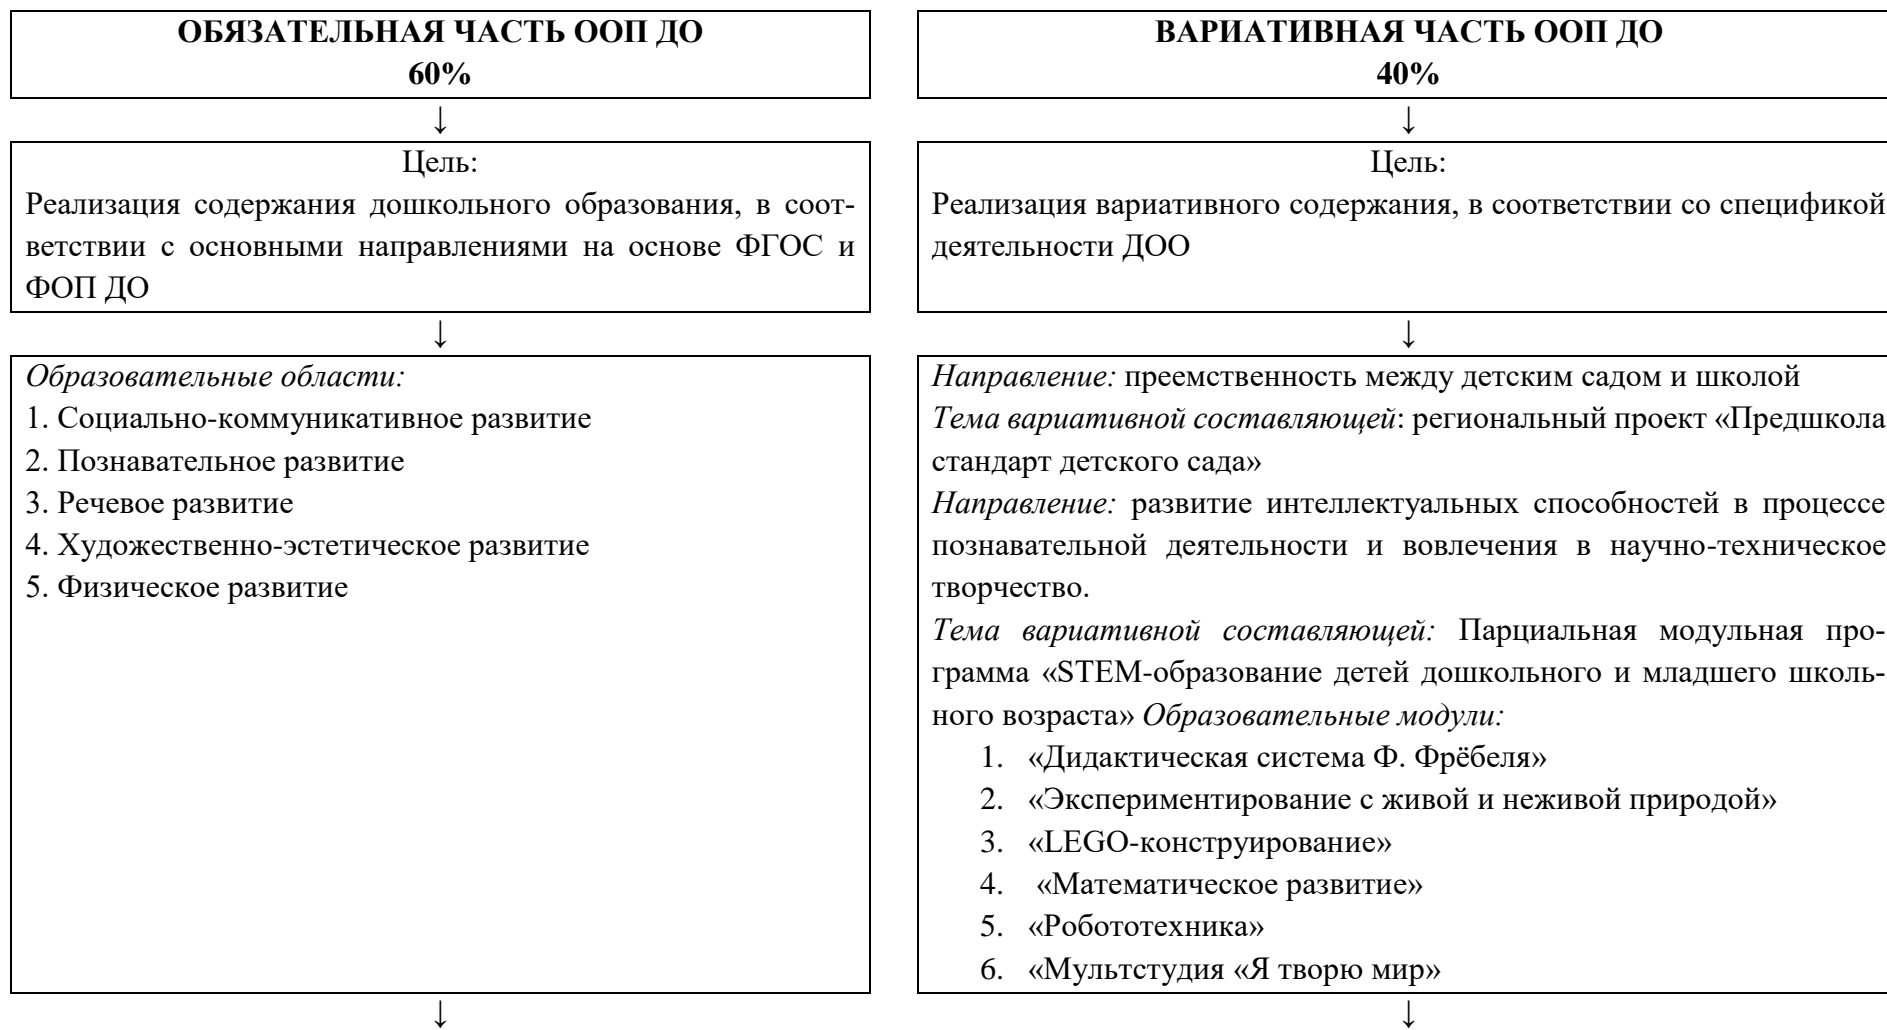 ОБЯЗАТЕЛЬНАЯ ЧАСТЬ ООП ДО
60%
↓
Цель:
Реализация содержания дошкольного образования, в соот-
ветствии с основными направлениями на основе ФГОС и
ФОП ДО
↓
Образовательные области:
1. Социально-коммуникативное развитие
2. Познавательное развитие
3. Речевое развитие
4. Художественно-эстетическое развитие
5. Физическое развитие
↓
ВАРИАТИВНАЯ ЧАСТЬ ООП ДО
40%
↓
Цель:
Реализация вариативного содержания, в соответствии со спецификой
деятельности ДОО
↓
Направление: преемственность между детским садом и школой
Тема вариативной составляющей: региональный проект «Предшкола
стандарт детского сада»
Направление: развитие интеллектуальных способностей в процессе
познавательной деятельности и вовлечения в научно-техническое
творчество.
Тема вариативной составляющей: Парциальная модульная про-
грамма «STEM-образование детей дошкольного и младшего школь-
ного возраста» Образовательные модули:
1. «Дидактическая система Ф. Фрёбеля»
2. «Экспериментирование с живой и неживой природой»
3. «LEGO-конструирование»
4. «Математическое развитие»
5. «Робототехника»
6. «Мультстудия «Я творю мир»
↓